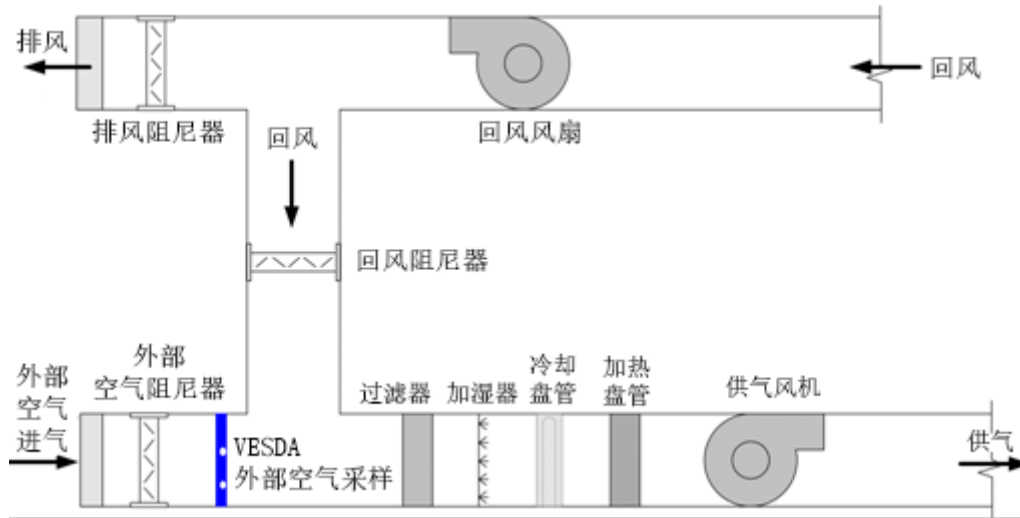 排风
回风
排风阻尼器
回风
回风风扇
回风阻尼器
外部
空气
进气
外部
空气阻尼器
过滤器
加湿器
冷却
盘管
加热
盘管
供气风机
VESDA
外部空气采样
供气